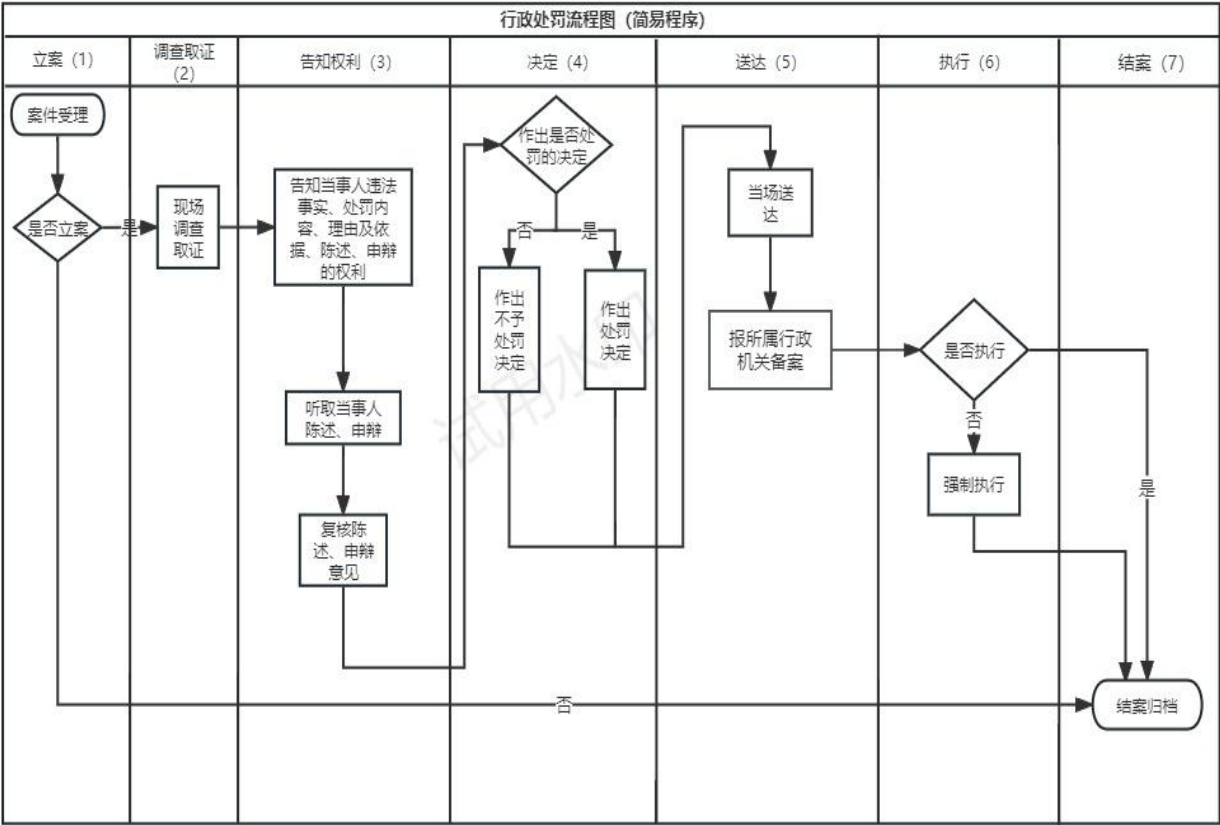 行政处罚流程图（简易程序）
立案（1）
调查取证
（2）
告知权利（3）
决定（4）
送达（5）
执行（6）
结案（7）
案件受理
是否立案
是
现场
调查
取证
告知当事人违法
事实、处罚内
容、理由及依
据、陈述、申辩
的权利
听取当事人
陈述、申辩
复核陈
述、申辩
意见
作出是否处
罚的决定
否
是
作出
不予
处罚
决定
作出
处罚
决定
当场送
达
报所属行政
机关备案
是否执行
否
强制执行
是
否
结案归档
试用水印